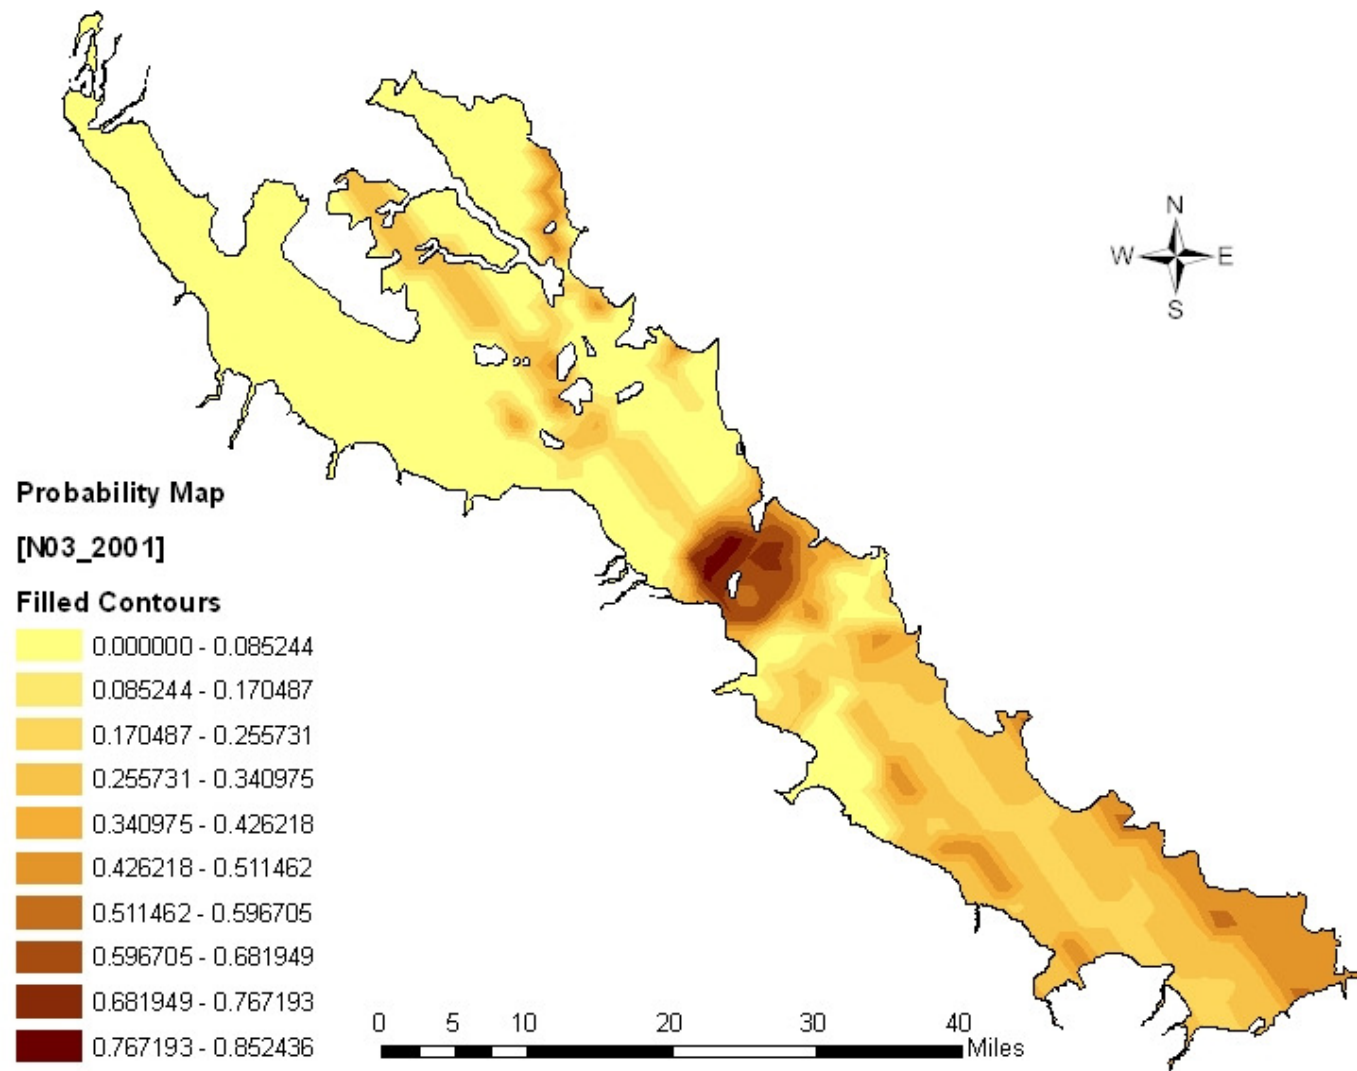 N
W E
S
Probability Map
[N03_2001]
Filled Contours
0.000000 - 0.085244
0.085244 - 0.170487
0.170487 - 0.255731
0.255731 - 0.340975
0.340975 - 0.426218
0.426218 - 0.511462
0.511462 - 0.596705
0.596705 - 0.681949
0.681949 - 0.767193
0.767193 - 0.852436
0 5 10 20 30 40
Miles